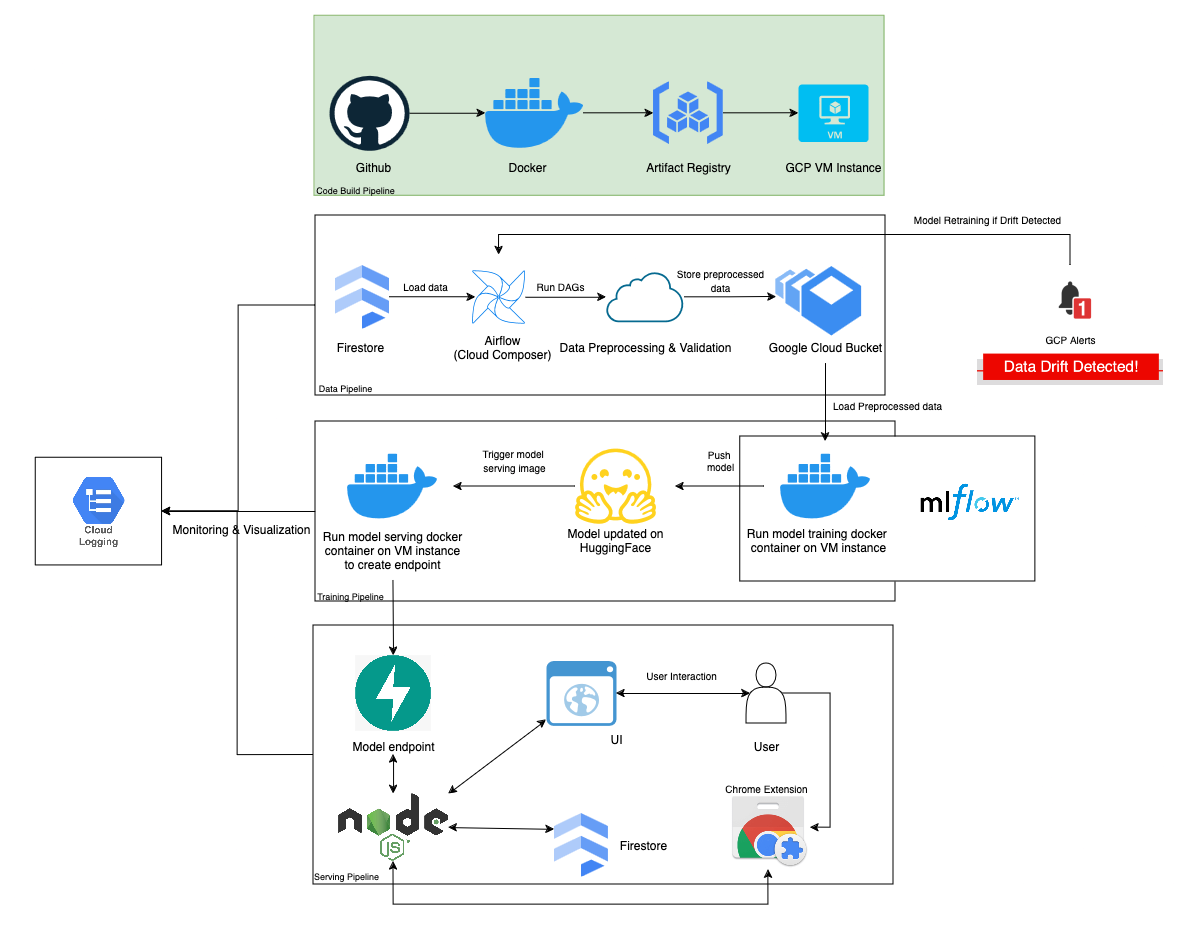 VM
Github
Docker
Artifact Registry
GCP VM Instance
Code Build Pipeline
Model Retraining if Drift Detected
Load data
Run DAGs
Store preprocessed
data
1
Firestore
Airflow
(Cloud Composer)
Data Preprocessing & Validation
Google Cloud Bucket
GCP Alerts
Data Drift Detected!
Data Pipeline
Load Preprocessed data
Trigger model
serving image
Push
model
mlflow™
Cloud
Logging
Monitoring & Visualization
Run model serving docker
container on VM instance
to create endpoint
Model updated on
HuggingFace
Run model training docker
container on VM instance
Training Pipeline
User Interaction
Model endpoint
UI
User
Chrome Extension
node
JS
Firestore
Serving Pipeline